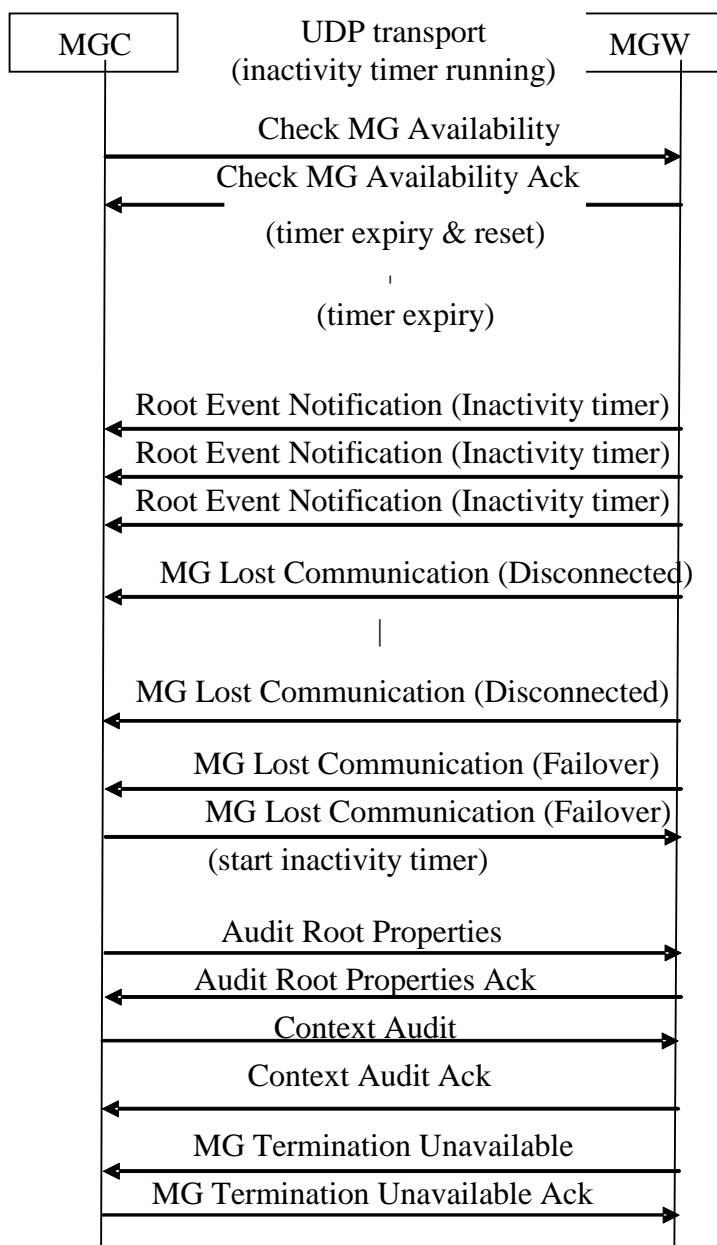 MGC
UDP transport
(inactivity timer running)
MGW
Check MG Availability
Check MG Availability Ack
(timer expiry & reset)
(timer expiry)
Root Event Notification (Inactivity timer)
Root Event Notification (Inactivity timer)
Root Event Notification (Inactivity timer)
MG Lost Communication (Disconnected)
MG Lost Communication (Disconnected)
MG Lost Communication (Failover)
MG Lost Communication (Failover)
(start inactivity timer)
Audit Root Properties
Audit Root Properties Ack
Context Audit
Context Audit Ack
MG Termination Unavailable
MG Termination Unavailable Ack